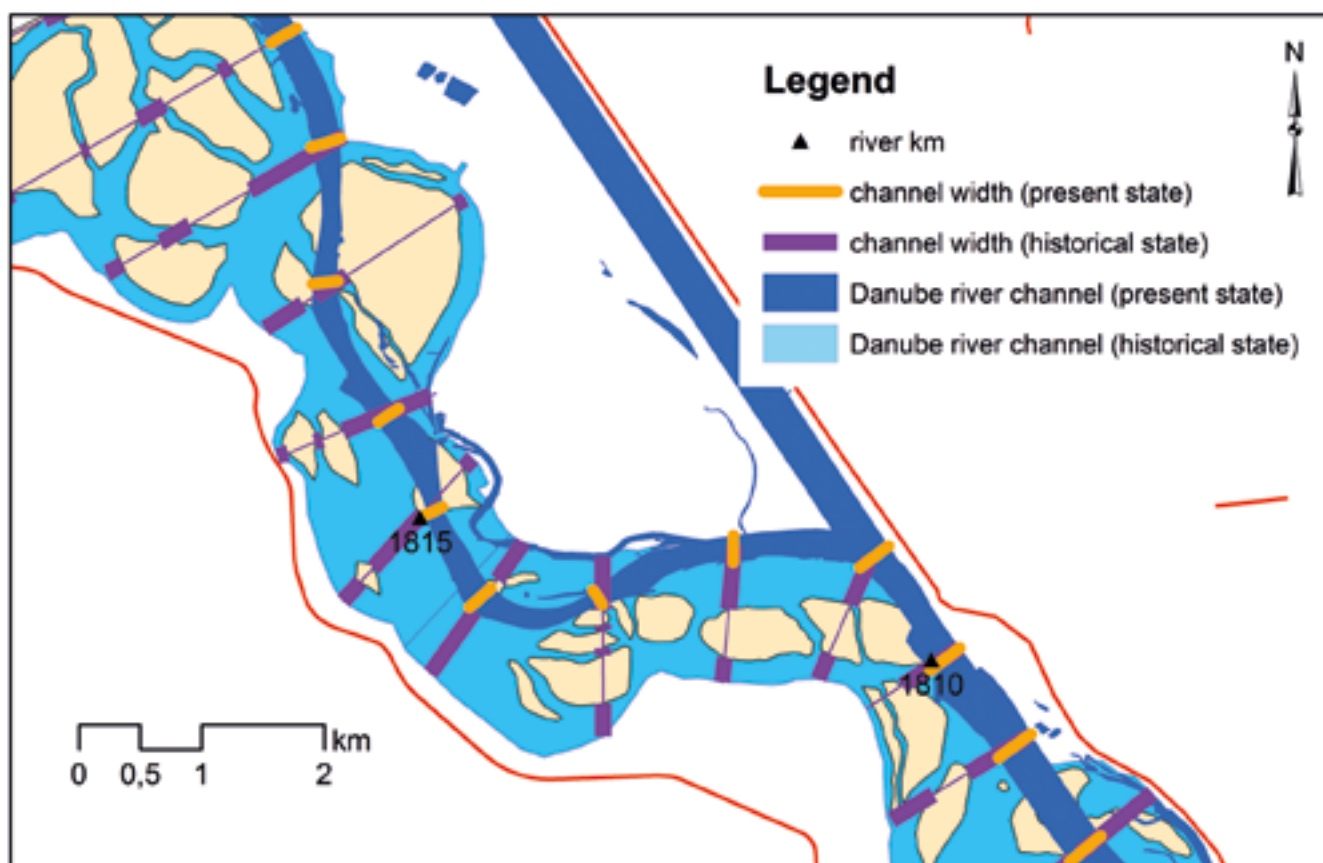 Legend
N
river km
channel width (present state)
channel width (historical state)
Danube river channel (present state)
Danube river channel (historical state)
1815
1810
km
0 0,5 1 2